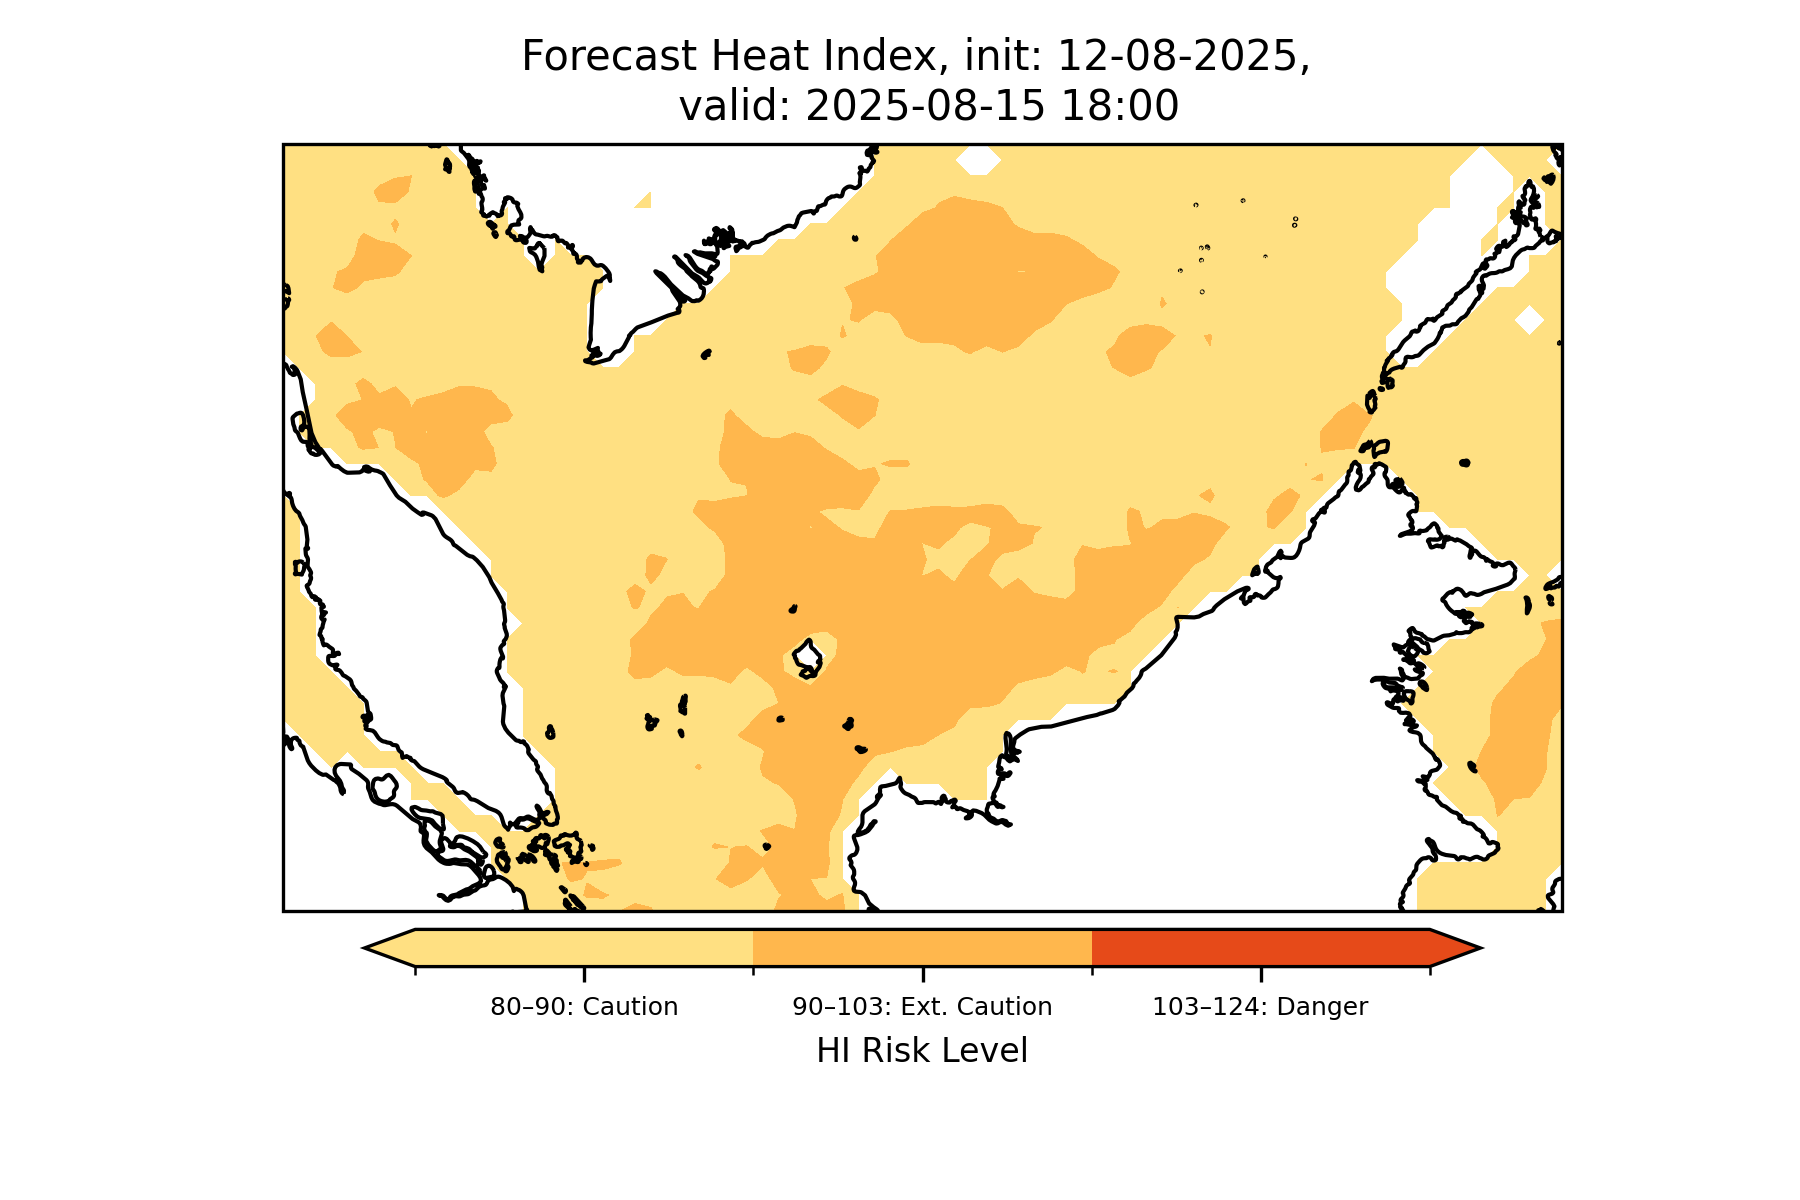 Forecast Heat Index, init: 12-08-2025,
valid: 2025-08-15 18:00
80–90: Caution
90–103: Ext. Caution
103–124: Danger
HI Risk Level